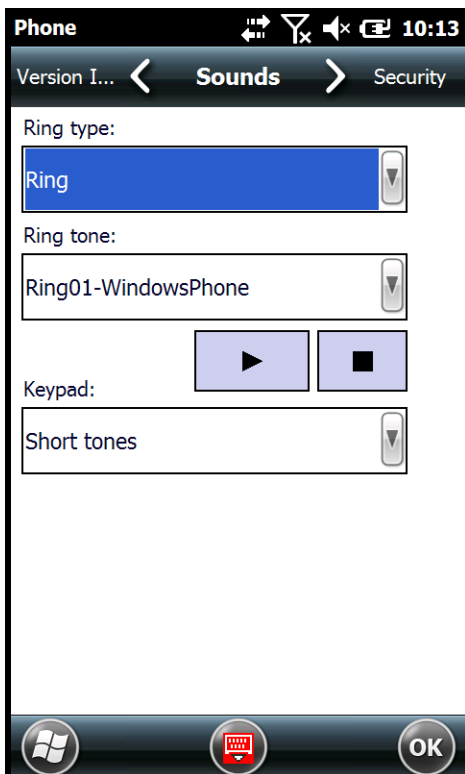 Phone 10:13
Version I... Sounds Security
Ring type:
Ring
Ring tone:
Ring01-WindowsPhone
Keypad:
Short tones
OK